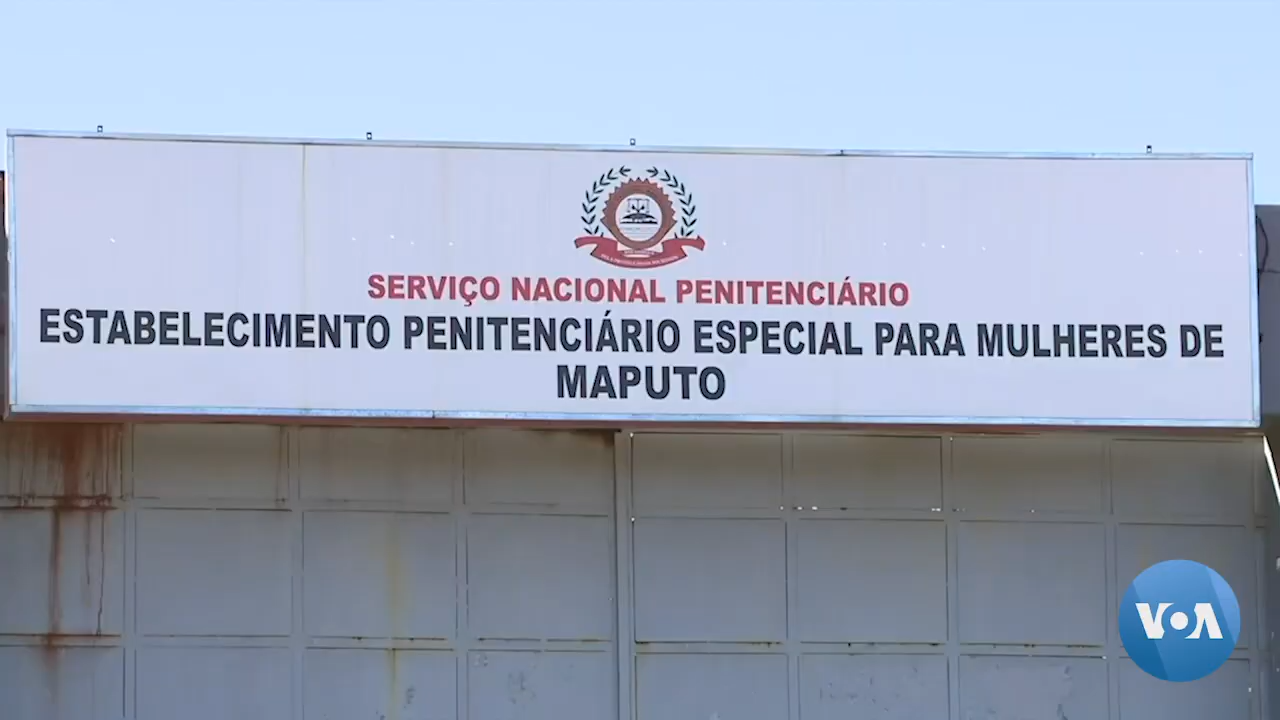 SERVIÇO NACIONAL PENITENCIÁRIO
ESTABELECIMENTO PENITENCIÁRIO ESPECIAL PARA MULHERES DE
MAPUTO
VOA